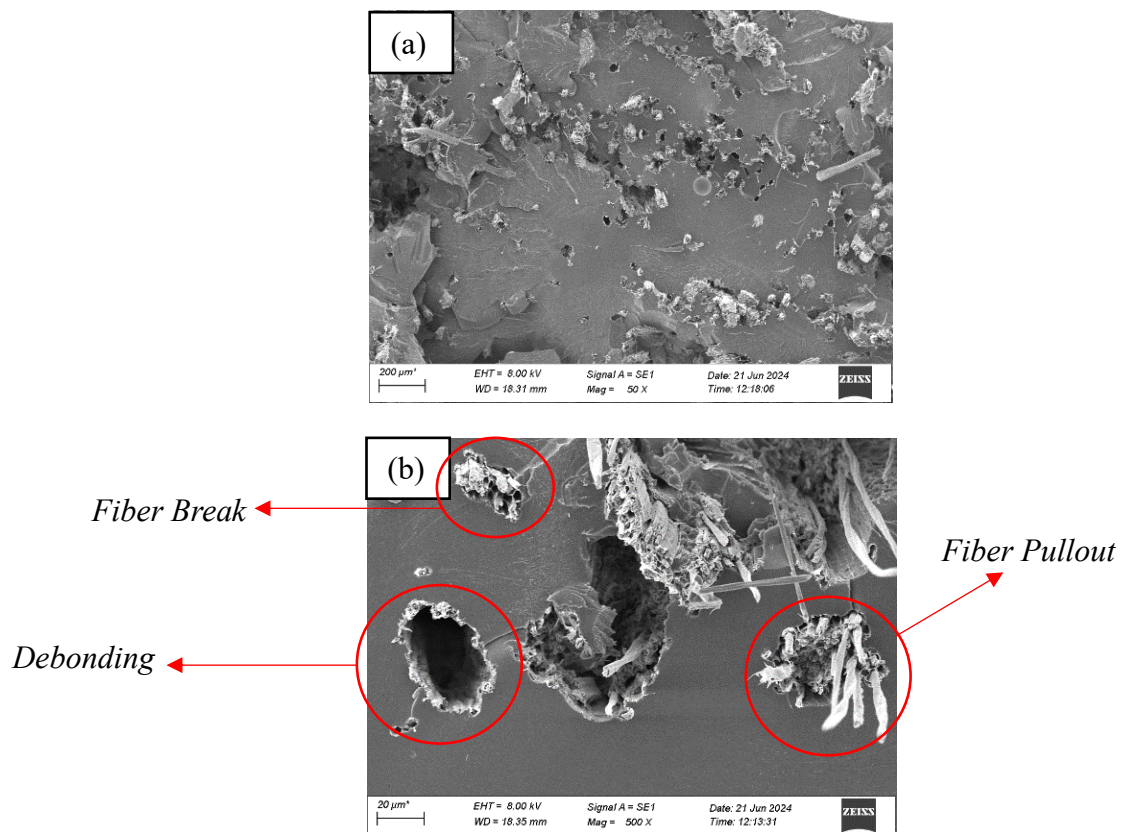 (a)
200 µm*
EHT = 8.00 kV
WD = 18.31 mm
Signal A = SE1
Mag = 50 X
Date: 21 Jun 2024
Time: 12:18:06
ZEISS
(b)
Fiber Break
Fiber Pullout
Debonding
20 µm*
EHT = 8.00 kV
WD = 18.35 mm
Signal A = SE1
Mag = 500 X
Date: 21 Jun 2024
Time: 12:13:31
ZEISS